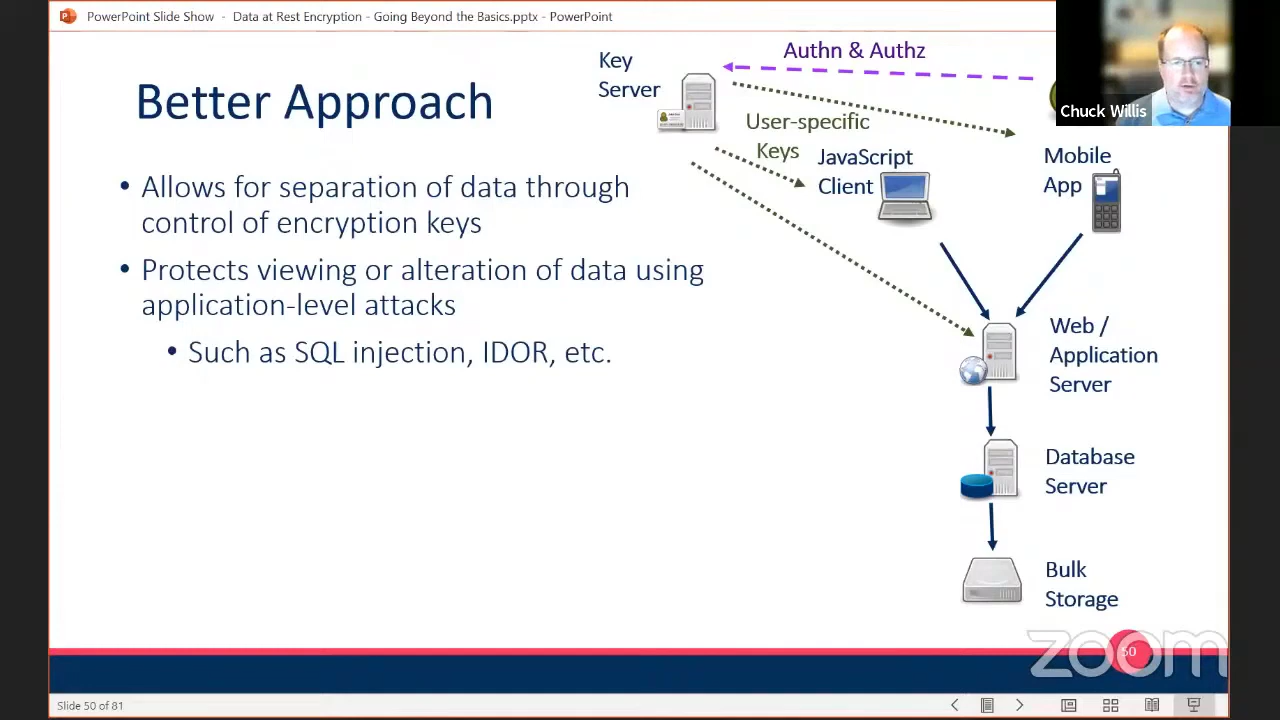 PowerPoint Slide Show - Data at Rest Encryption - Going Beyond the Basics.pptx - PowerPoint
Better Approach
• Allows for separation of data through
control of encryption keys
• Protects viewing or alteration of data using
application-level attacks
• Such as SQL injection, IDOR, etc.
Key
Server
Authn & Authz
User-specific
Keys
JavaScript
Client
Mobile
App
Chuck Willis
Web /
Application
Server
Database
Server
Bulk
Storage
50
zoom
Slide 50 of 81